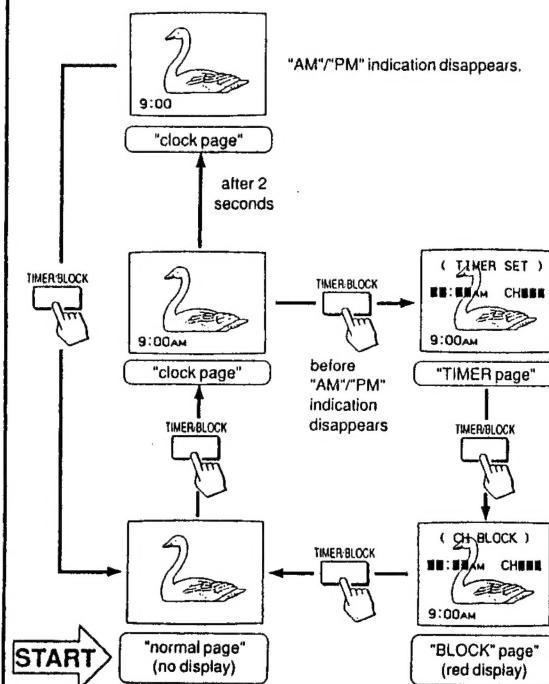 "AM"/"PM" indication disappears.
9:00
"clock page"
after 2
seconds
TIMER/BLOCK
9:00AM
"clock page"
TIMER/BLOCK
before
"AM"/"PM"
indication
disappears
( TIMER SET )
AM CH
9:00AM
"TIMER page"
TIMER/BLOCK
TIMER/BLOCK
START
"normal page"
(no display)
TIMER/BLOCK
( CH BLOCK )
AM CH
9:00AM
"BLOCK" page"
(red display)